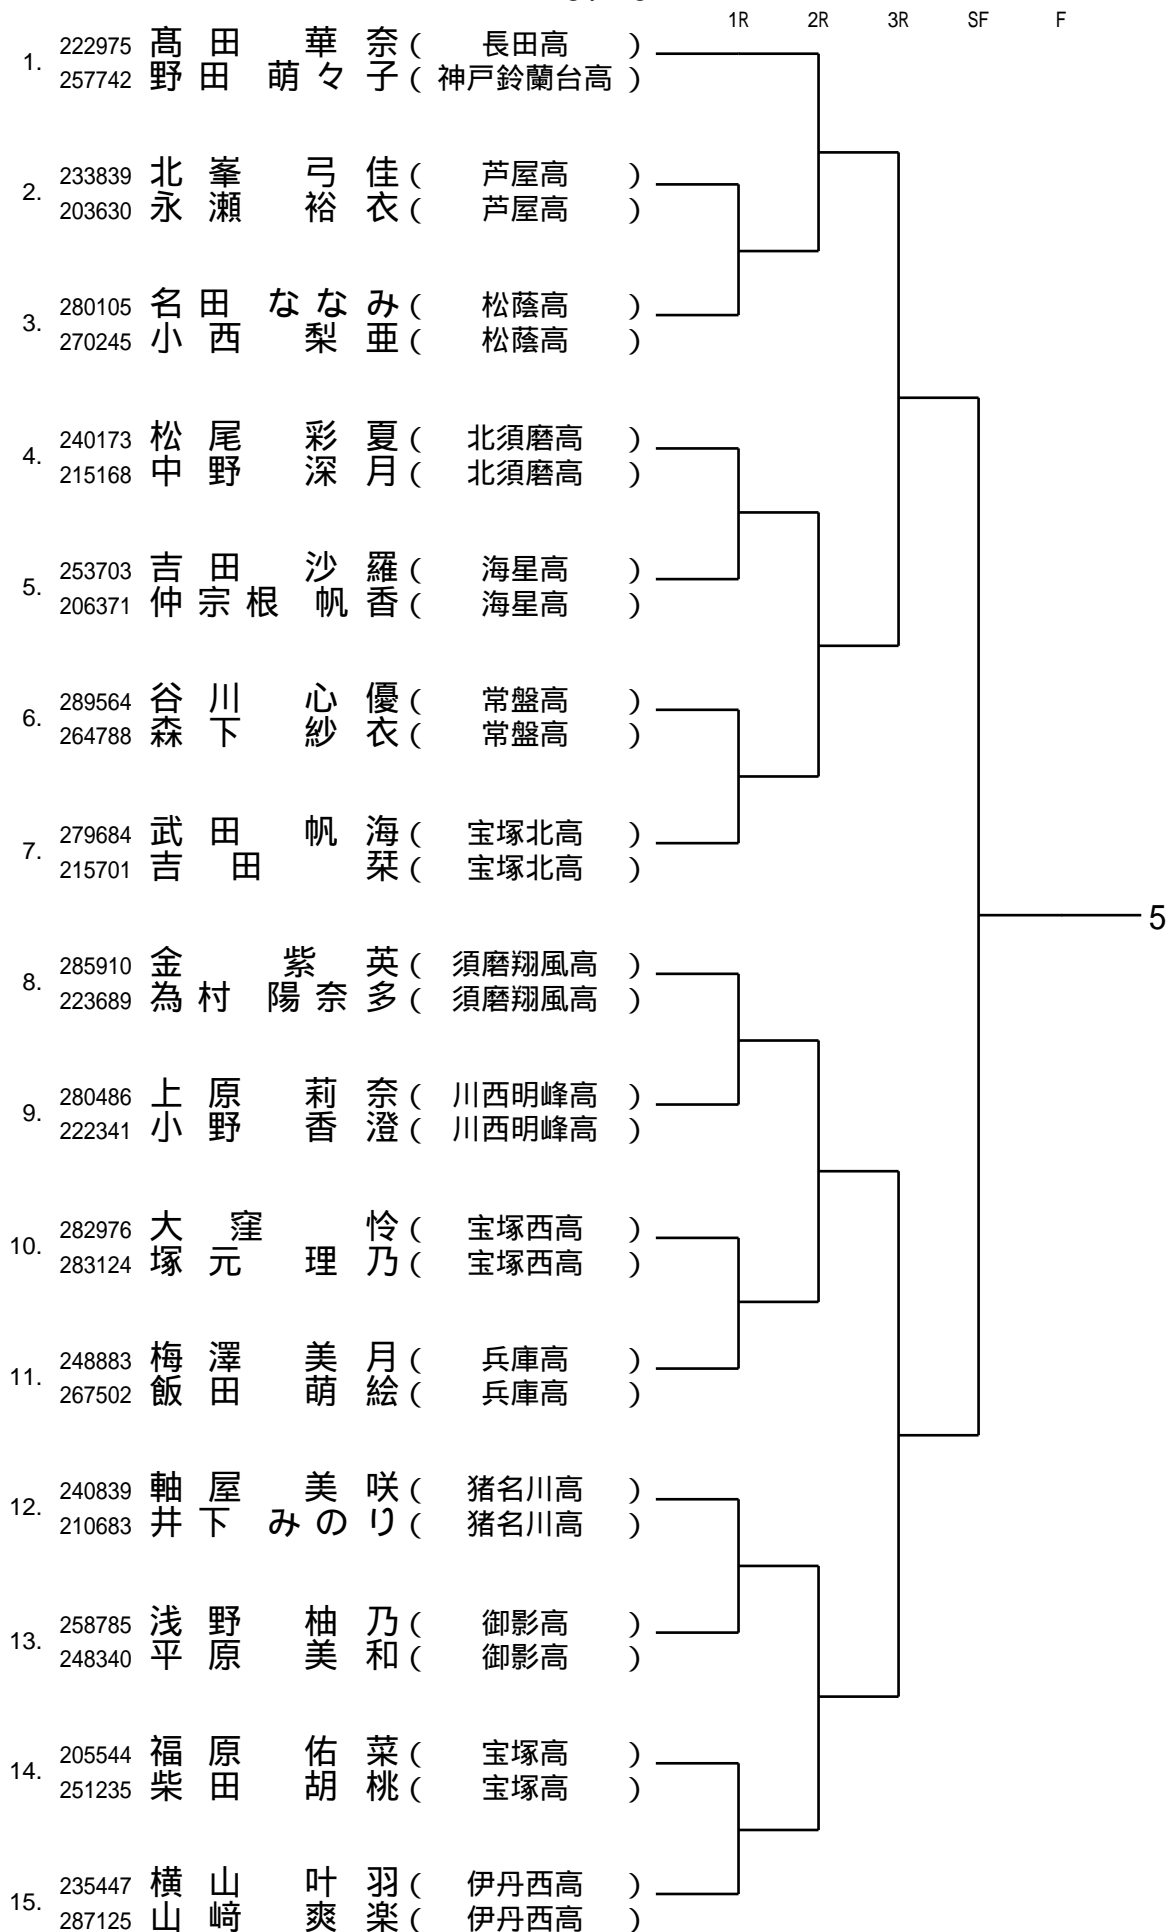 1R 2R 3R SF F
1. 222975 髙田 華奈 ( 長田高 )
257742 野田 萌々子 ( 神戸鈴蘭台高 )
2. 233839 北峯 弓佳 ( 芦屋高 )
203630 永瀬 裕衣 ( 芦屋高 )
3. 280105 名田 ななみ ( 松蔭高 )
270245 小西 梨亜 ( 松蔭高 )
4. 240173 松尾 彩夏 ( 北須磨高 )
215168 中野 深月 ( 北須磨高 )
5. 253703 吉田 沙羅 ( 海星高 )
206371 仲宗根 帆香 ( 海星高 )
6. 289564 谷川 心優 ( 常盤高 )
264788 森下 紗衣 ( 常盤高 )
7. 279684 武田 帆海 ( 宝塚北高 )
215701 吉田 栞 ( 宝塚北高 )
5
8. 285910 金 紫英 ( 須磨翔風高 )
223689 為村 陽奈多 ( 須磨翔風高 )
9. 280486 上原 莉奈 ( 川西明峰高 )
222341 小野 香澄 ( 川西明峰高 )
10. 282976 大窪 怜 ( 宝塚西高 )
283124 塚元 理乃 ( 宝塚西高 )
11. 248883 梅澤 美月 ( 兵庫高 )
267502 飯田 萌絵 ( 兵庫高 )
12. 240839 軸屋 美咲 ( 猪名川高 )
210683 井下 みのり ( 猪名川高 )
13. 258785 浅野 柚乃 ( 御影高 )
248340 平原 美和 ( 御影高 )
14. 205544 福原 佑菜 ( 宝塚高 )
251235 柴田 胡桃 ( 宝塚高 )
15. 235447 横山 叶羽 ( 伊丹西高 )
287125 山﨑 爽楽 ( 伊丹西高 )